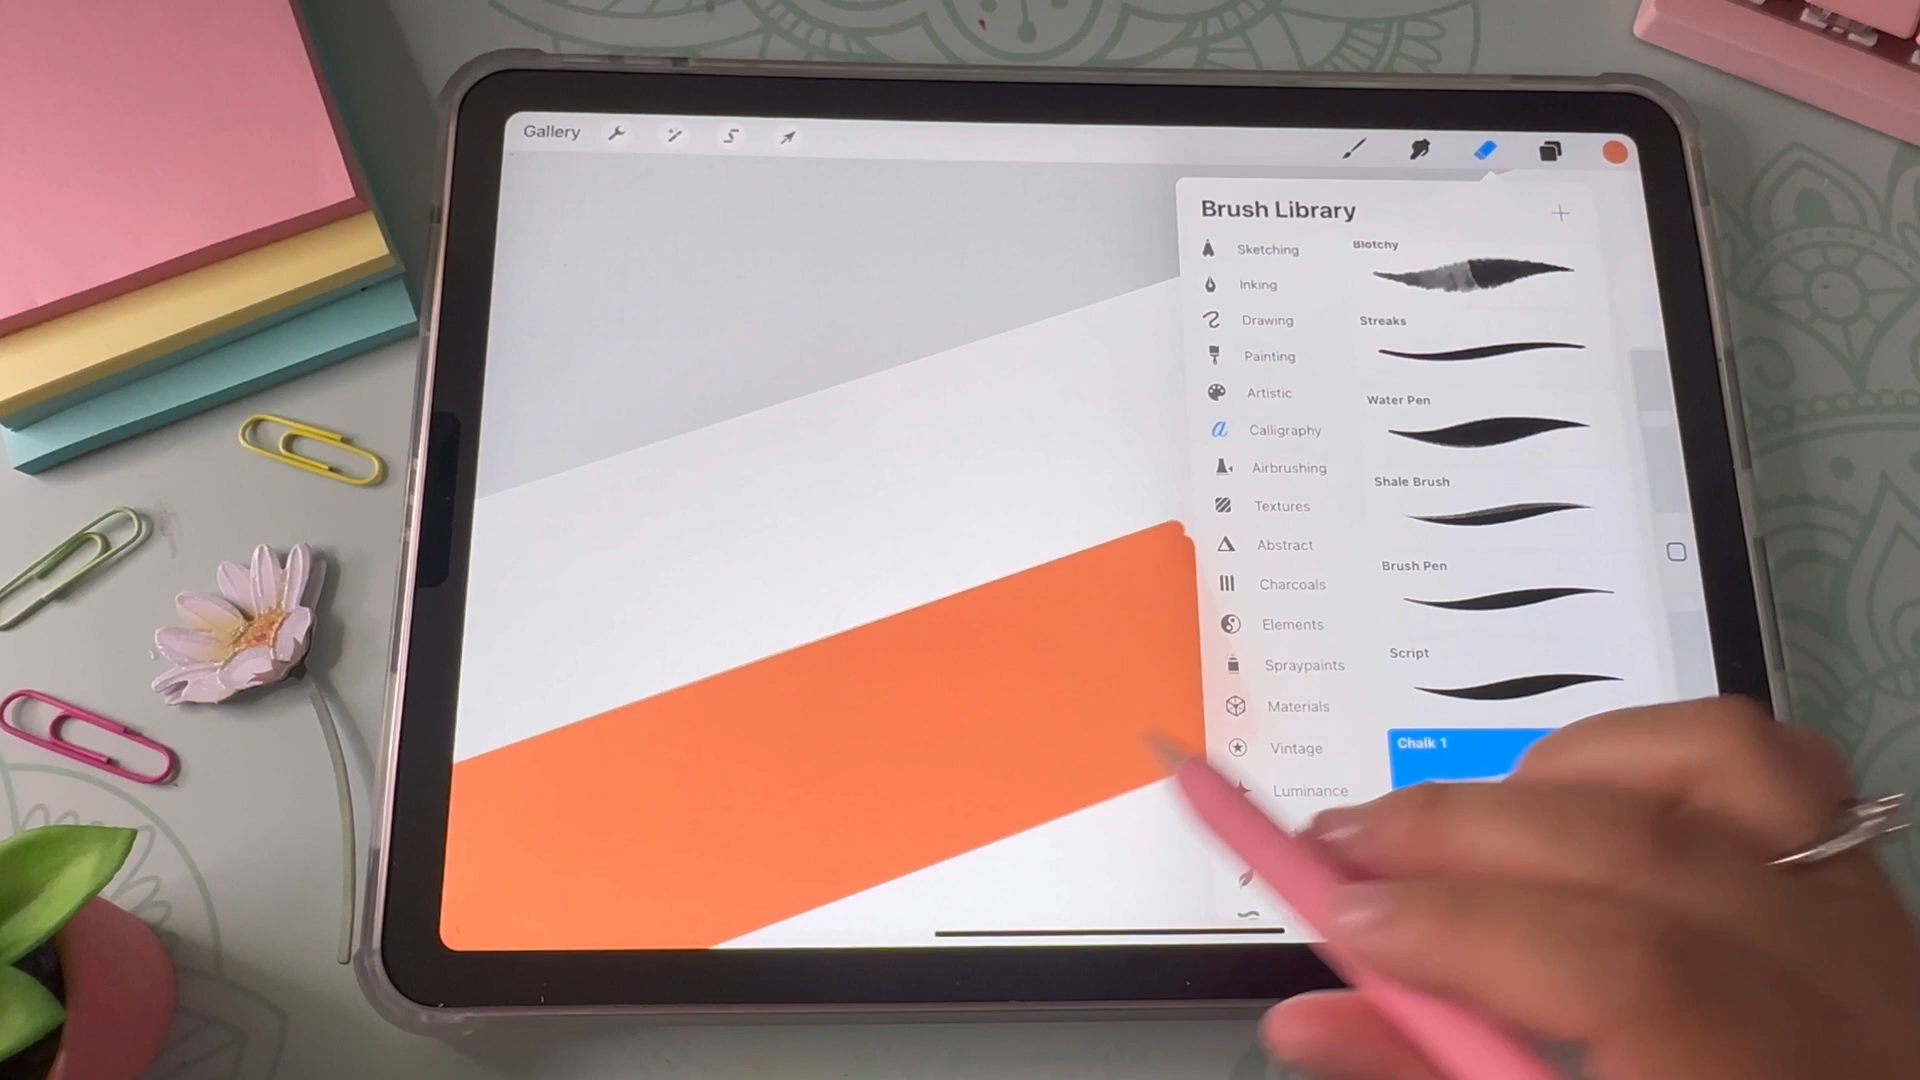 Gallery
Brush Library
Sketching
Inking
Drawing
Painting
Artistic
Calligraphy
Airbrushing
Textures
Abstract
Charcoals
Elements
Spraypaints
Materials
Vintage
Luminance
Blotchy
Streaks
Water Pen
Shale Brush
Brush Pen
Script
Chalk 1